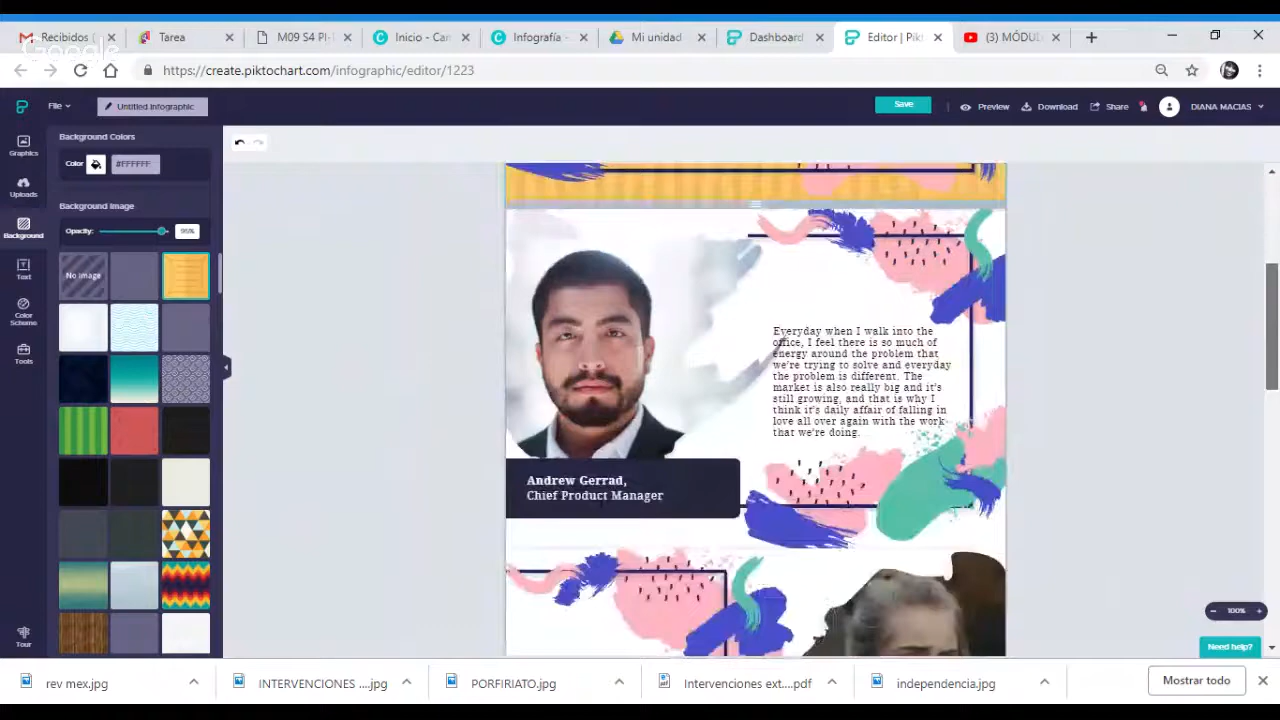 Recibidos (
Tarea
M09 S4 PI-
Inicio - Can
Infografía -
Mi unidad
Dashboard
Editor | Pik
(3) MÓDUL
Google
https://create.piktochart.com/infographic/editor/1223
File
Untitled Infographic
Save
Preview
Download
Share
DIANA MACIAS
Graphics
Uploads
Background
Text
Color
Scheme
Tools
Tour
Background Colors
Color
#FFFFFF
Background Image
Opacity:
95%
No Image
Everyday when I walk into the
office, I feel there is so much of
energy around the problem that
we're trying to solve and everyday
the problem is different. The
market is also really big and it's
still growing, and that is why I
think it's daily affair of falling in
love all over again with the work
that we're doing.
Andrew Gerrad,
Chief Product Manager
100%
Need help?
rev mex.jpg
INTERVENCIONES ....jpg
PORFIRIATO.jpg
Intervenciones ext....pdf
independencia.jpg
Mostrar todo